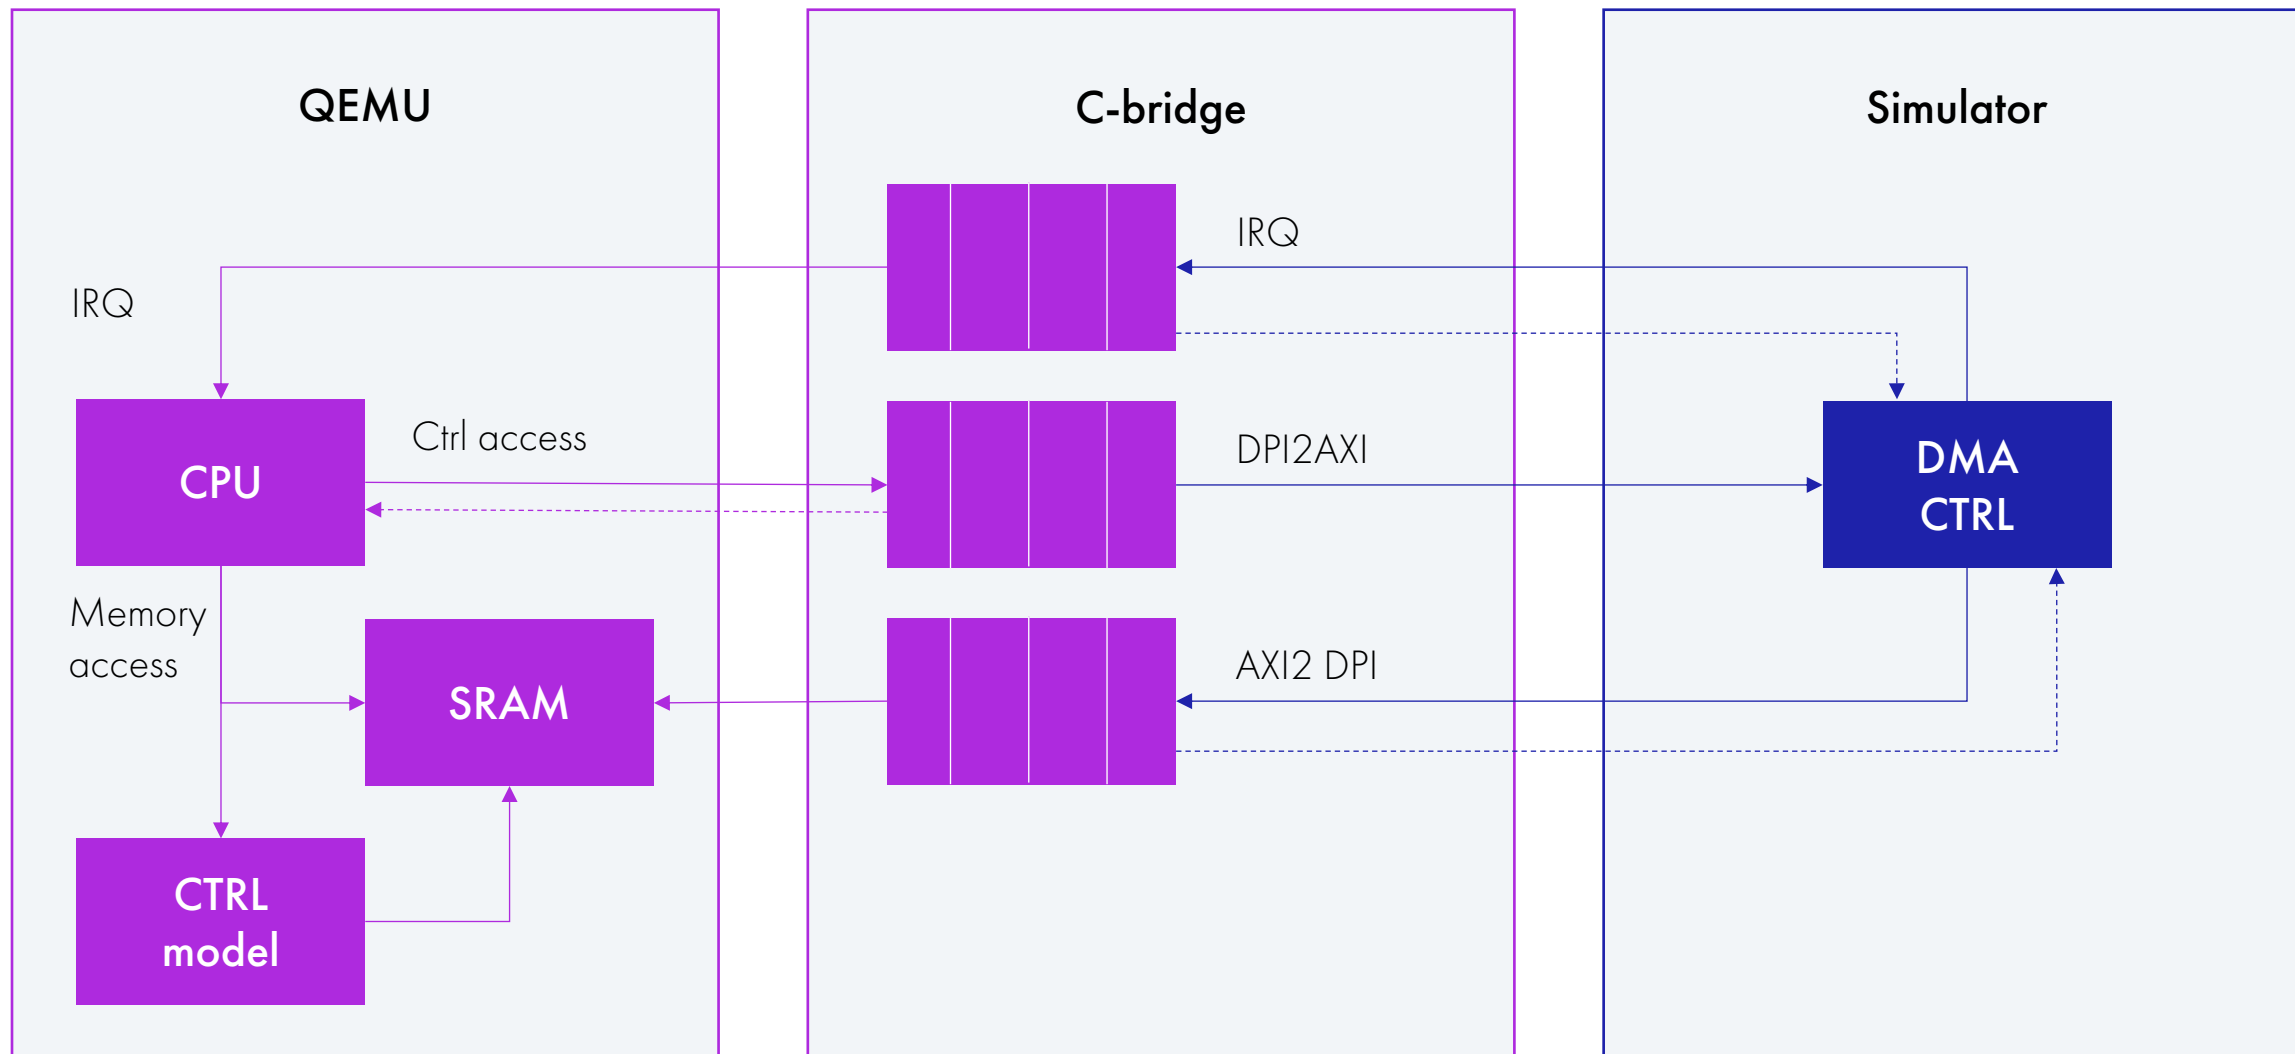 QEMU
C-bridge
Simulator
IRQ
IRQ
Ctrl access
CPU
DPI2AXI
DMA
CTRL
Memory
access
SRAM
AXI2 DPI
CTRL
model